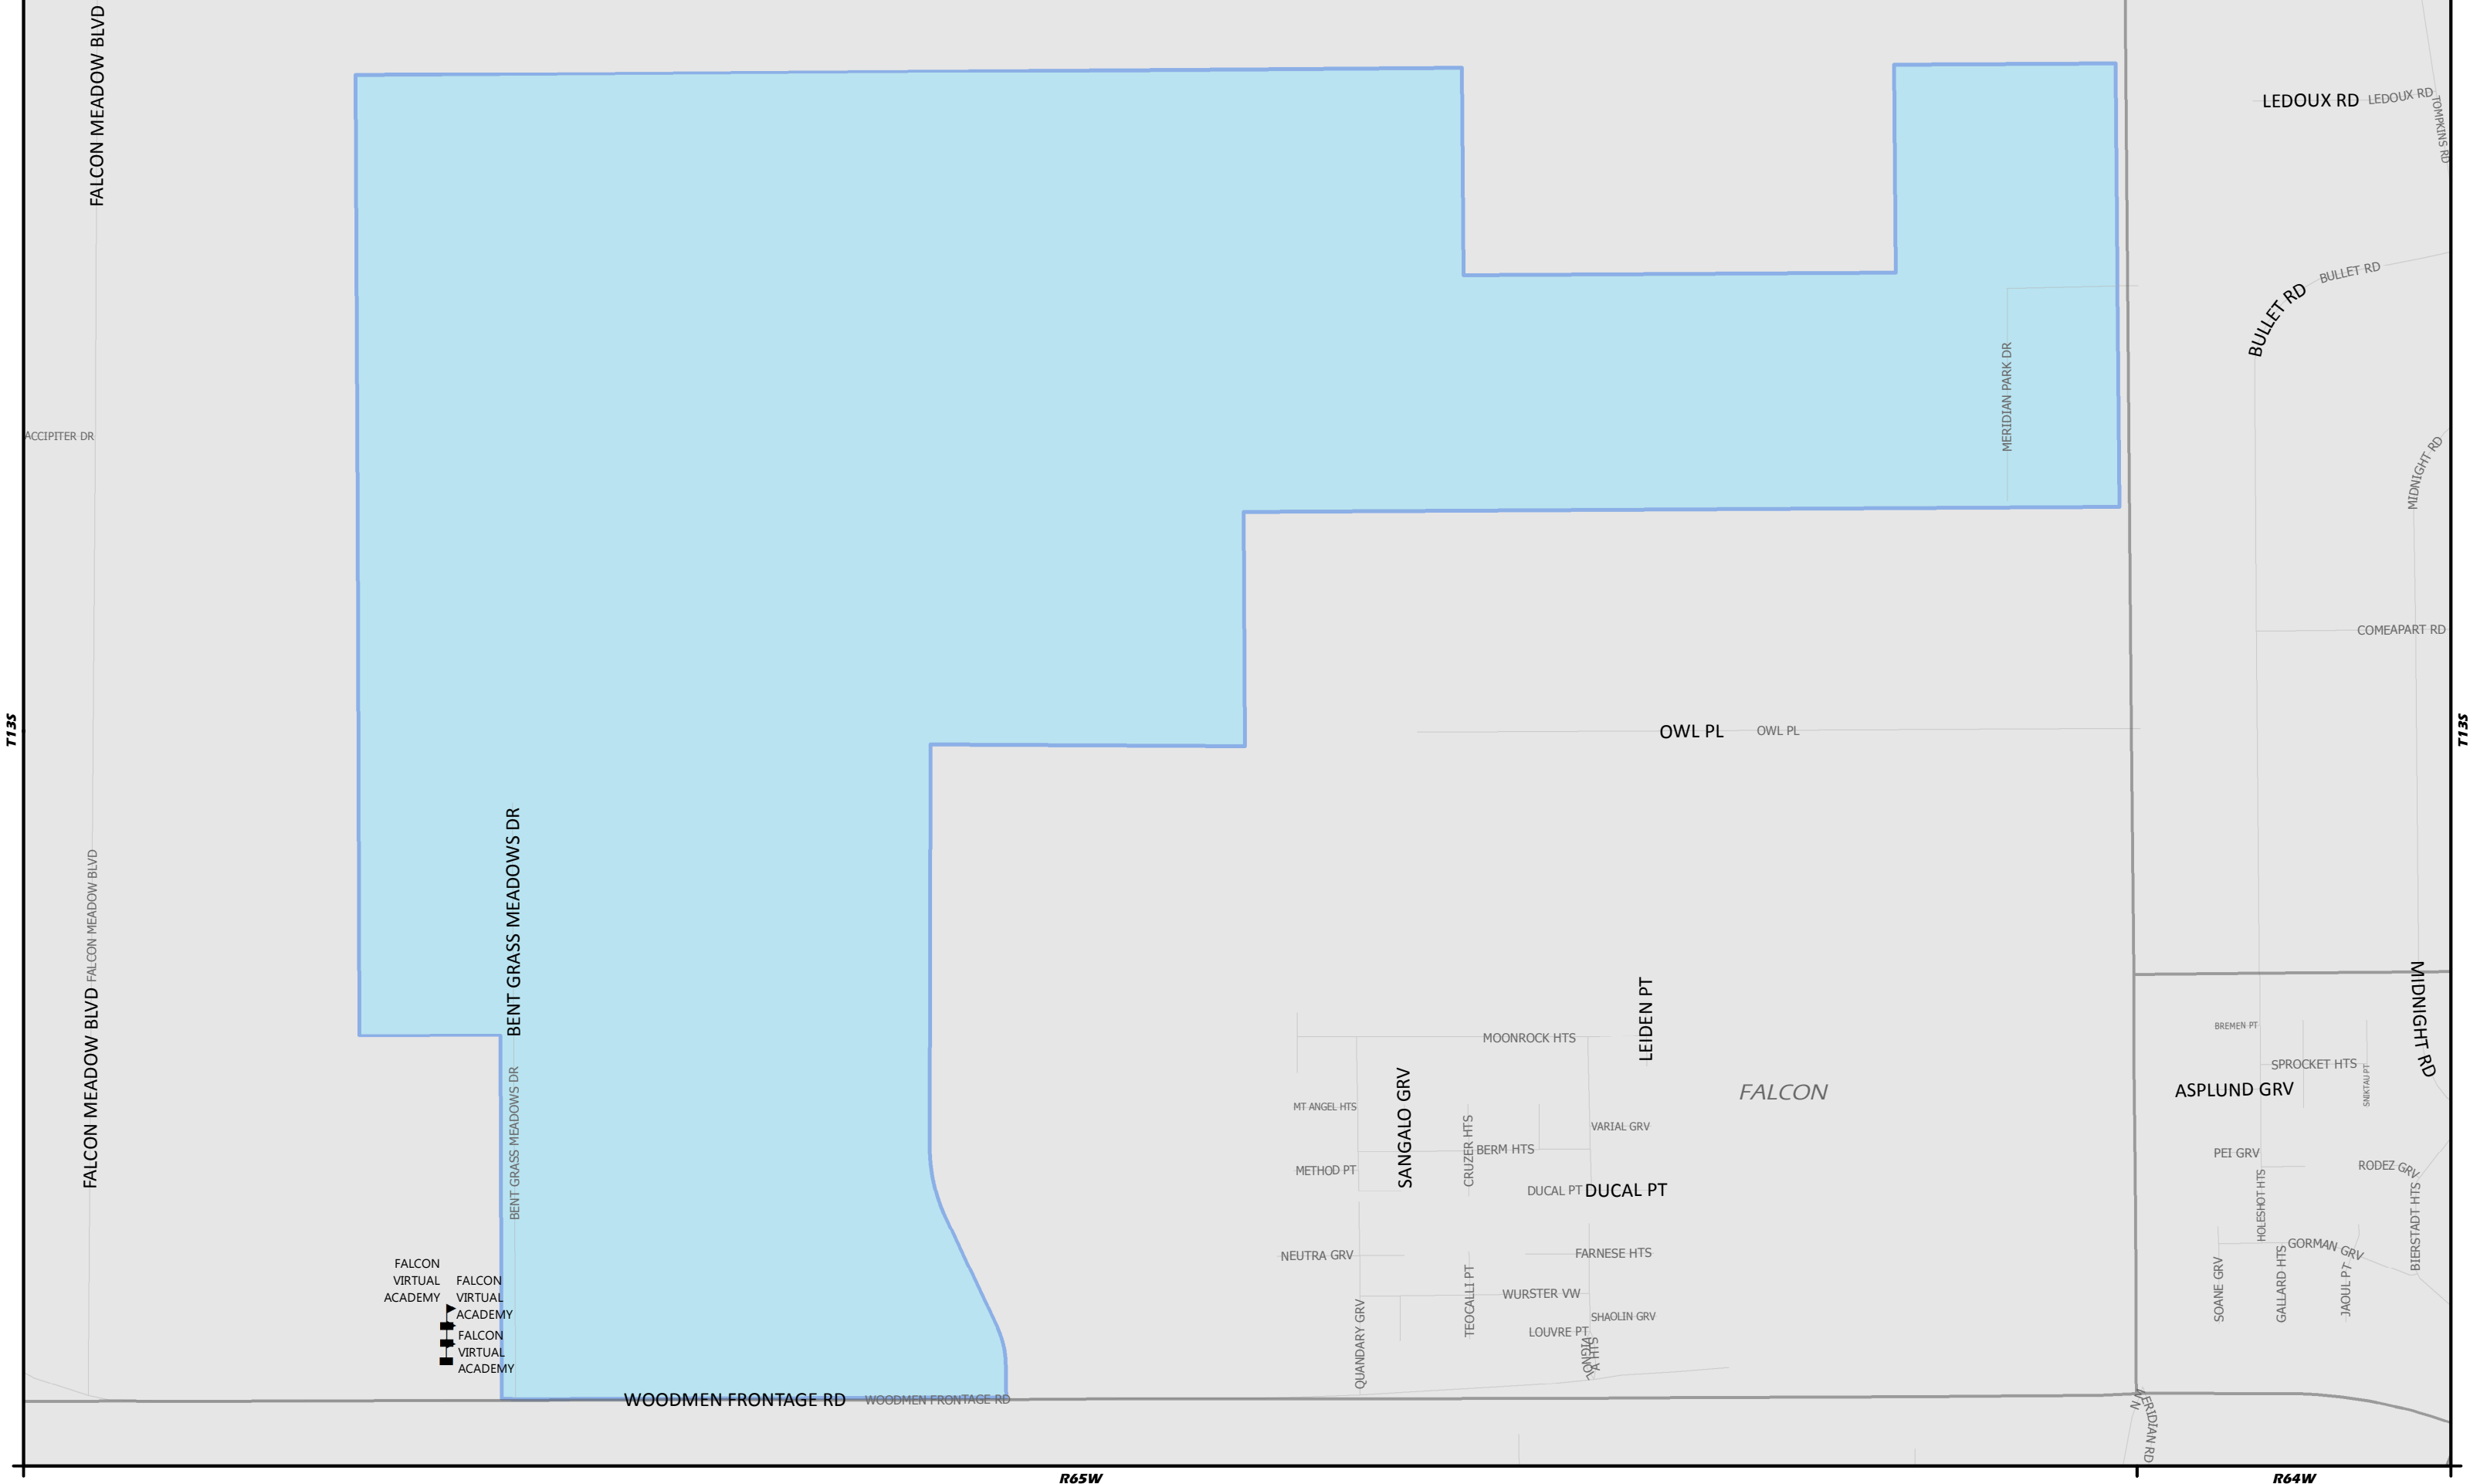 FALCON MEADOW BLVD
LEDOUX RD
LEDOUX RD
TOMPKINS RD
BULLET RD
BULLET RD
MERIDIAN PARK DR
ACCIPITER DR
MIDNIGHT RD
COMEAPART RD
T13S
OWL PL
OWL PL
T13S
BENT GRASS MEADOWS DR
FALCON MEADOW BLVD
FALCON MEADOW BLVD
MIDNIGHT RD
LEIDEN PT
MOONROCK HTS
BREMEN PT
SPROCKET HTS
SNIKTAU PT
FALCON
ASPLUND GRV
BENT GRASS MEADOWS DR
SANGALO GRV
MT ANGEL HTS
CRUZER HTS
VARIAL GRV
BERM HTS
PEI GRV
RODEZ GRV
METHOD PT
DUCAL PT
DUCAL PT
HOLESHOT HTS
BIERSTADT HTS
NEUTRA GRV
FARNESE HTS
GORMAN GRV
FALCON
VIRTUAL
ACADEMY
FALCON
VIRTUAL
ACADEMY
FALCON
VIRTUAL
ACADEMY
TEOCALLI PT
WURSTER VW
SOANE GRV
GALLARD HTS
JAOUL PT
QUANDARY GRV
SHAOLIN GRV
LOUVRE PT
VIGNOLA HTS
WOODMEN FRONTAGE RD
WOODMEN FRONTAGE RD
N MERIDIAN RD
R65W
R64W